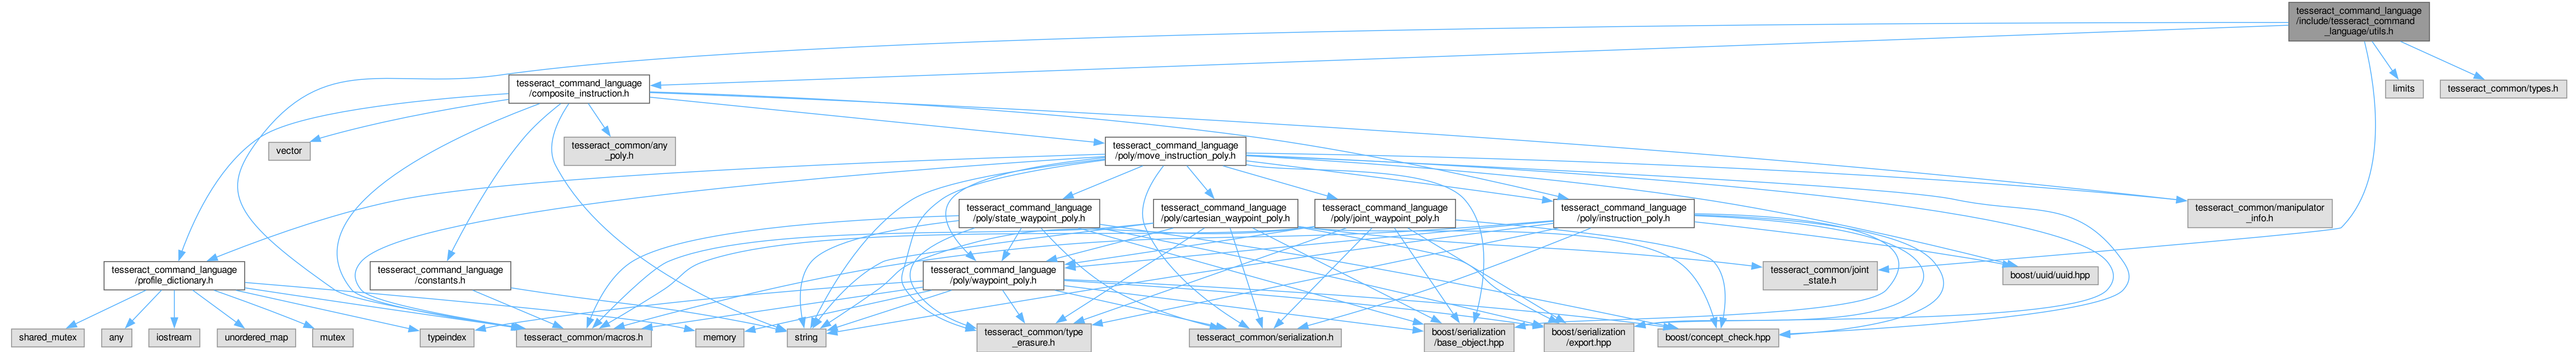 tesseract_command_language
/include/tesseract_command
_language/utils.h
tesseract_command_language
/composite_instruction.h
limits
tesseract_common/types.h
vector
tesseract_common/any
_poly.h
tesseract_command_language
/poly/move_instruction_poly.h
tesseract_command_language
/poly/state_waypoint_poly.h
tesseract_command_language
/poly/cartesian_waypoint_poly.h
tesseract_command_language
/poly/joint_waypoint_poly.h
tesseract_command_language
/poly/instruction_poly.h
tesseract_common/manipulator
_info.h
tesseract_command_language
/profile_dictionary.h
tesseract_command_language
/constants.h
tesseract_command_language
/poly/waypoint_poly.h
tesseract_common/joint
_state.h
boost/uuid/uuid.hpp
shared_mutex
any
iostream
unordered_map
mutex
typeindex
tesseract_common/macros.h
memory
string
tesseract_common/type
_erasure.h
tesseract_common/serialization.h
boost/serialization
/base_object.hpp
boost/serialization
/export.hpp
boost/concept_check.hpp